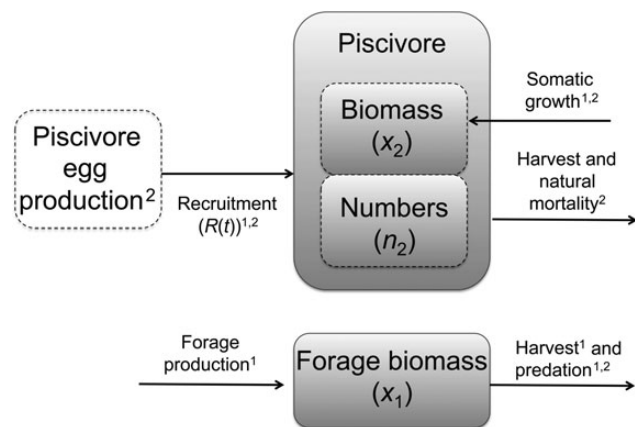 Piscivore
Biomass
(x₂)
Numbers
(n₂)
Somatic
growth¹,²
Harvest and
natural
mortality²
Piscivore
egg
production²
Recruitment
(R(t))¹,²
Forage
production¹
Forage biomass
(x₁)
Harvest¹ and
predation¹,²